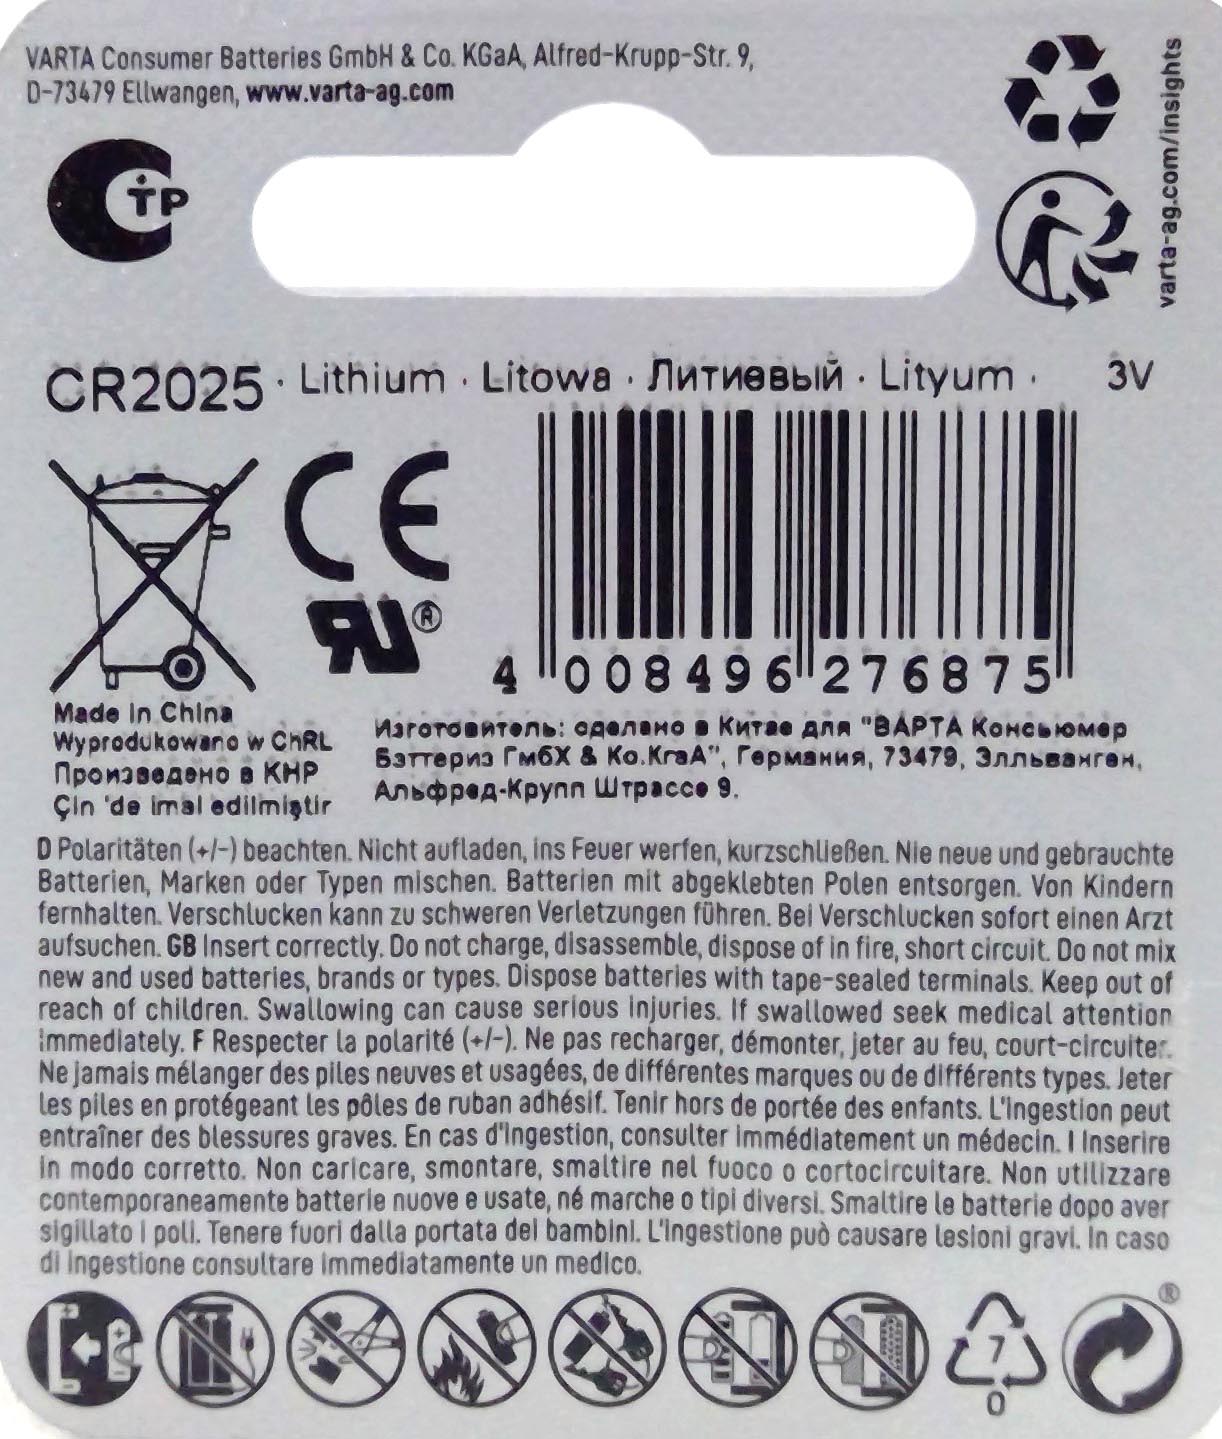 VARTA Consumer Batteries GmbH & Co. KGaA, Alfred-Krupp-Str. 9,
D-73479 Ellwangen, www.varta-ag.com
varta-ag.com/insights
СТР
CR2025 · Lithium · Litowa · Литиевый · Lityum · 3V
CE
RU®
4 008496 276875
Made in China
Wyprodukowano w ChRL
Произведено в КНР
Çin 'de imal edilmiştir
Изготовитель: сделано в Китае для "ВАРТА Консьюмер
Бэттериз ГмбХ & Ко.КгаА", Германия, 73479, Элльванген,
Альфред-Крупп Штрассе 9.
D Polaritäten (+/-) beachten. Nicht aufladen, ins Feuer werfen, kurzschließen. Nie neue und gebrauchte
Batterien, Marken oder Typen mischen. Batterien mit abgeklebten Polen entsorgen. Von Kindern
fernhalten. Verschlucken kann zu schweren Verletzungen führen. Bei Verschlucken sofort einen Arzt
aufsuchen. GB Insert correctly. Do not charge, disassemble, dispose of in fire, short circuit. Do not mix
new and used batteries, brands or types. Dispose batteries with tape-sealed terminals. Keep out of
reach of children. Swallowing can cause serious injuries. If swallowed seek medical attention
immediately. F Respecter la polarité (+/-). Ne pas recharger, démonter, jeter au feu, court-circuiter.
Ne jamais mélanger des piles neuves et usagées, de différentes marques ou de différents types. Jeter
les piles en protégeant les pôles de ruban adhésif. Tenir hors de portée des enfants. L'ingestion peut
entraîner des blessures graves. En cas d'ingestion, consulter immédiatement un médecin. I Inserire
in modo corretto. Non caricare, smontare, smaltire nel fuoco o cortocircuitare. Non utilizzare
contemporaneamente batterie nuove e usate, né marche o tipi diversi. Smaltire le batterie dopo aver
sigillato i poli. Tenere fuori dalla portata dei bambini. L'ingestione può causare lesioni gravi. In caso
di ingestione consultare immediatamente un medico.
7
0
®